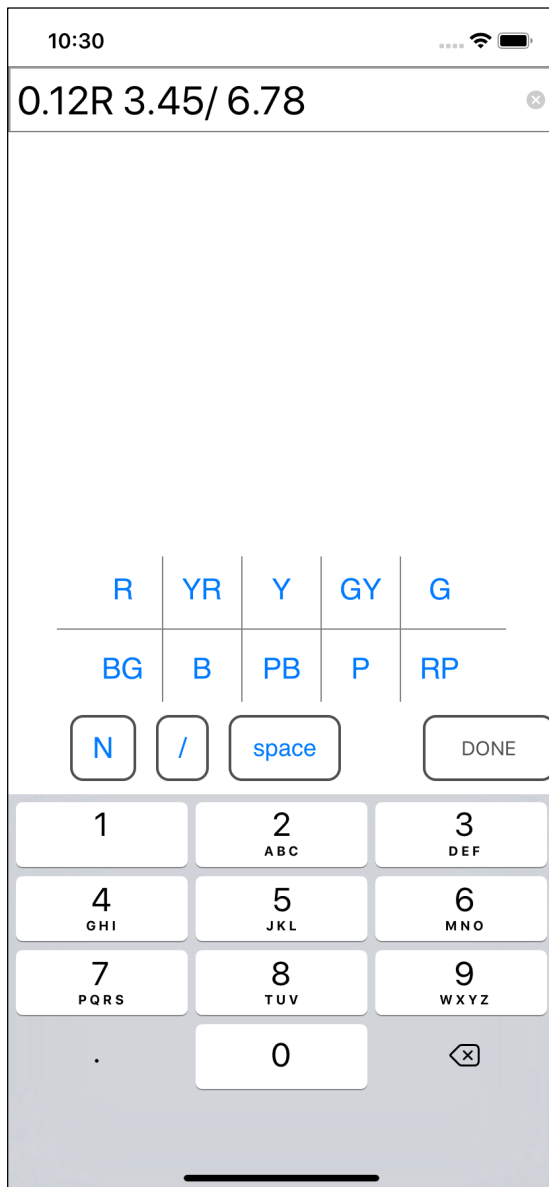 10:30
0.12R 3.45/ 6.78
R YR Y GY G
BG B PB P RP
N / space DONE
1 2 3
ABC DEF
4 5 6
GHI JKL MNO
7 8 9
PQRS TUV WXYZ
. 0